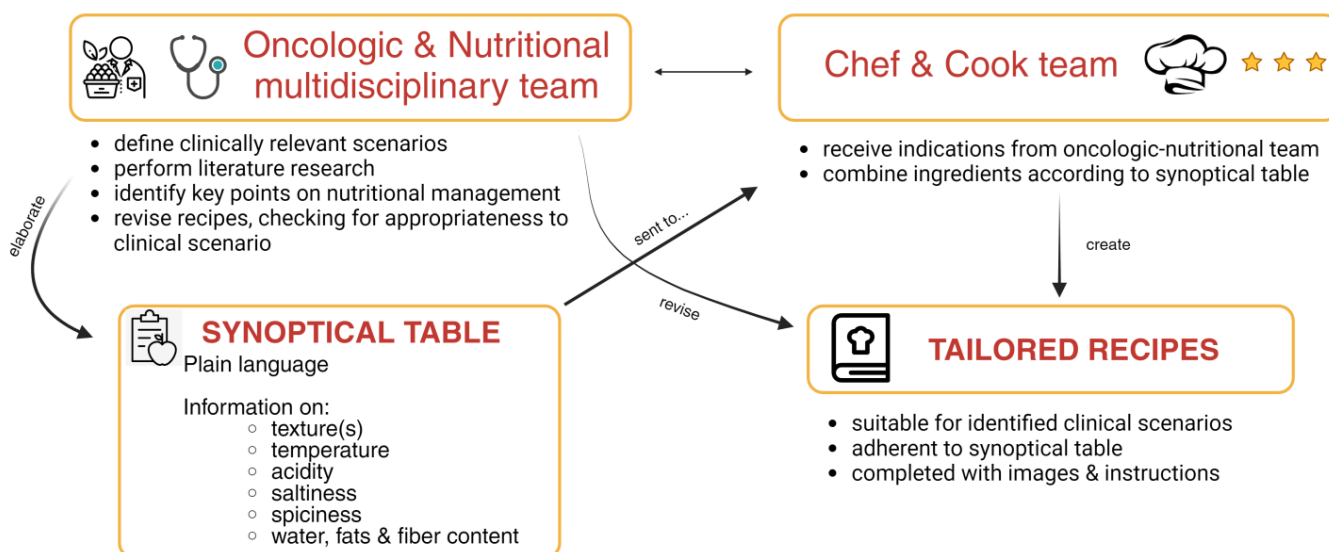 Oncologic & Nutritional
multidisciplinary team
Chef & Cook team
• define clinically relevant scenarios
• perform literature research
• identify key points on nutritional management
• revise recipes, checking for appropriateness to
clinical scenario
• receive indications from oncologic-nutritional team
• combine ingredients according to synoptical table
elaborate
sent to...
revise
create
SYNOPTICAL TABLE
Plain language
Information on:
○ texture(s)
○ temperature
○ acidity
○ saltiness
○ spiciness
○ water, fats & fiber content
TAILORED RECIPES
• suitable for identified clinical scenarios
• adherent to synoptical table
• completed with images & instructions